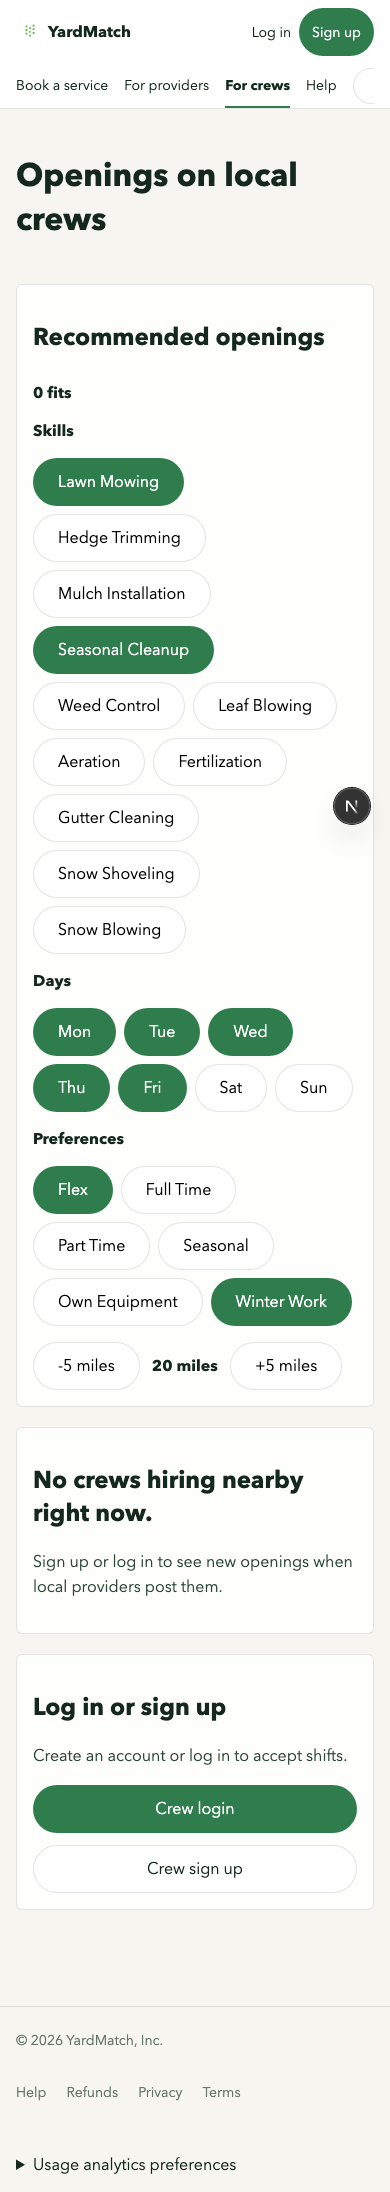 YardMatch Log in Sign up
Book a service For providers For crews Help
Openings on local
crews
Recommended openings
0 fits
Skills
Lawn Mowing
Hedge Trimming
Mulch Installation
Seasonal Cleanup
Weed Control Leaf Blowing
Aeration Fertilization
Gutter Cleaning
N
Snow Shoveling
Snow Blowing
Days
Mon Tue Wed
Thu Fri Sat Sun
Preferences
Flex Full Time
Part Time Seasonal
Own Equipment Winter Work
-5 miles 20 miles +5 miles
No crews hiring nearby
right now.
Sign up or log in to see new openings when
local providers post them.
Log in or sign up
Create an account or log in to accept shifts.
Crew login
Crew sign up
© 2026 YardMatch, Inc.
Help Refunds Privacy Terms
Usage analytics preferences